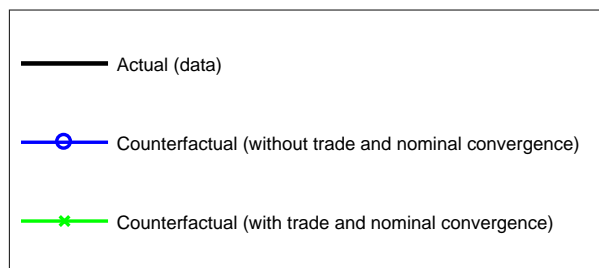 Actual (data)
Counterfactual (without trade and nominal convergence)
Counterfactual (with trade and nominal convergence)